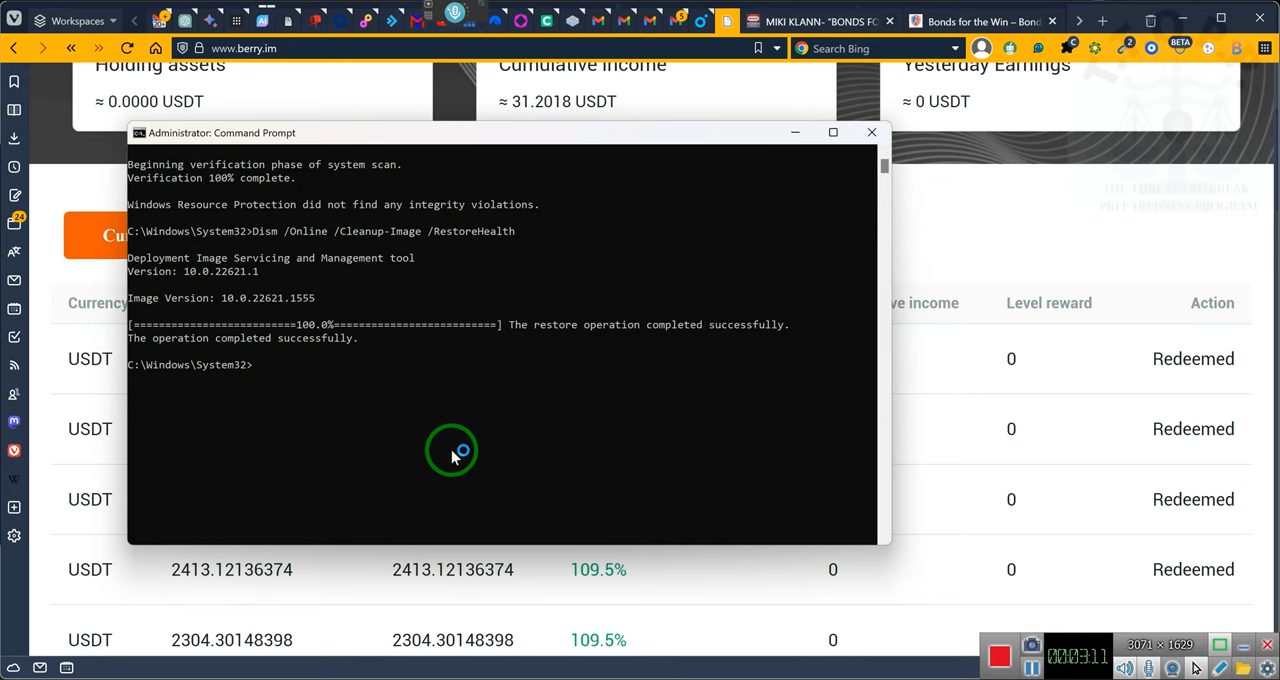 Workspaces
MIKI KLANN- "BONDS FO
Bonds for the Win – Bond
www.berry.im
Search Bing
BETA
Holding assets
Cumulative Income
Yesterday Earnings
≈ 0.0000 USDT
≈ 31.2018 USDT
≈ 0 USDT
Administrator: Command Prompt
Beginning verification phase of system scan.
Verification 100% complete.
Windows Resource Protection did not find any integrity violations.
C:\Windows\System32>Dism /Online /Cleanup-Image /RestoreHealth
Deployment Image Servicing and Management tool
Version: 10.0.22621.1
Image Version: 10.0.22621.1555
[==========================100.0%==========================] The restore operation completed successfully.
The operation completed successfully.
C:\Windows\System32>
THE THREAT OUTBREAK
PREPAREDNESS PROGRAM
Cu
Currency
ve income
Level reward
Action
USDT
0
Redeemed
USDT
0
Redeemed
USDT
0
Redeemed
USDT 2413.12136374 2413.12136374 109.5% 0 0 Redeemed
USDT 2304.30148398 2304.30148398 109.5% 0
3071 × 1629
00:03:11